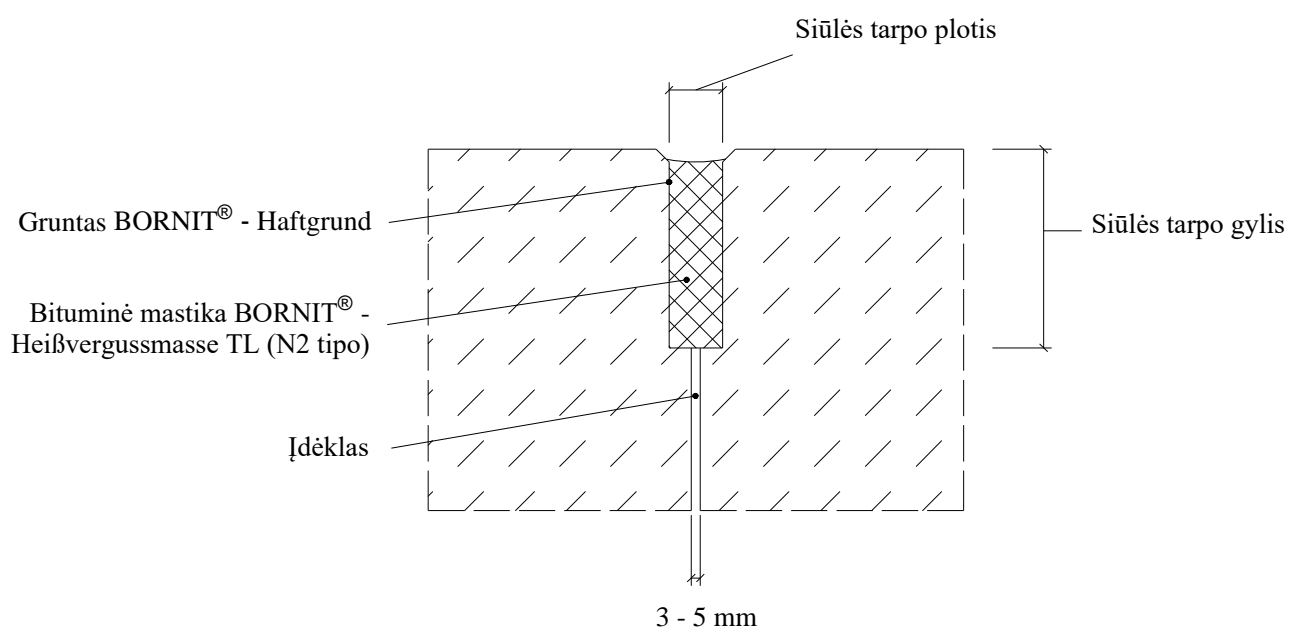 Siūlės tarpo plotis
Gruntas BORNIT® - Haftgrund
Siūlės tarpo gylis
Bituminė mastika BORNIT® -
Heißvergussmasse TL (N2 tipo)
Įdėklas
3 - 5 mm